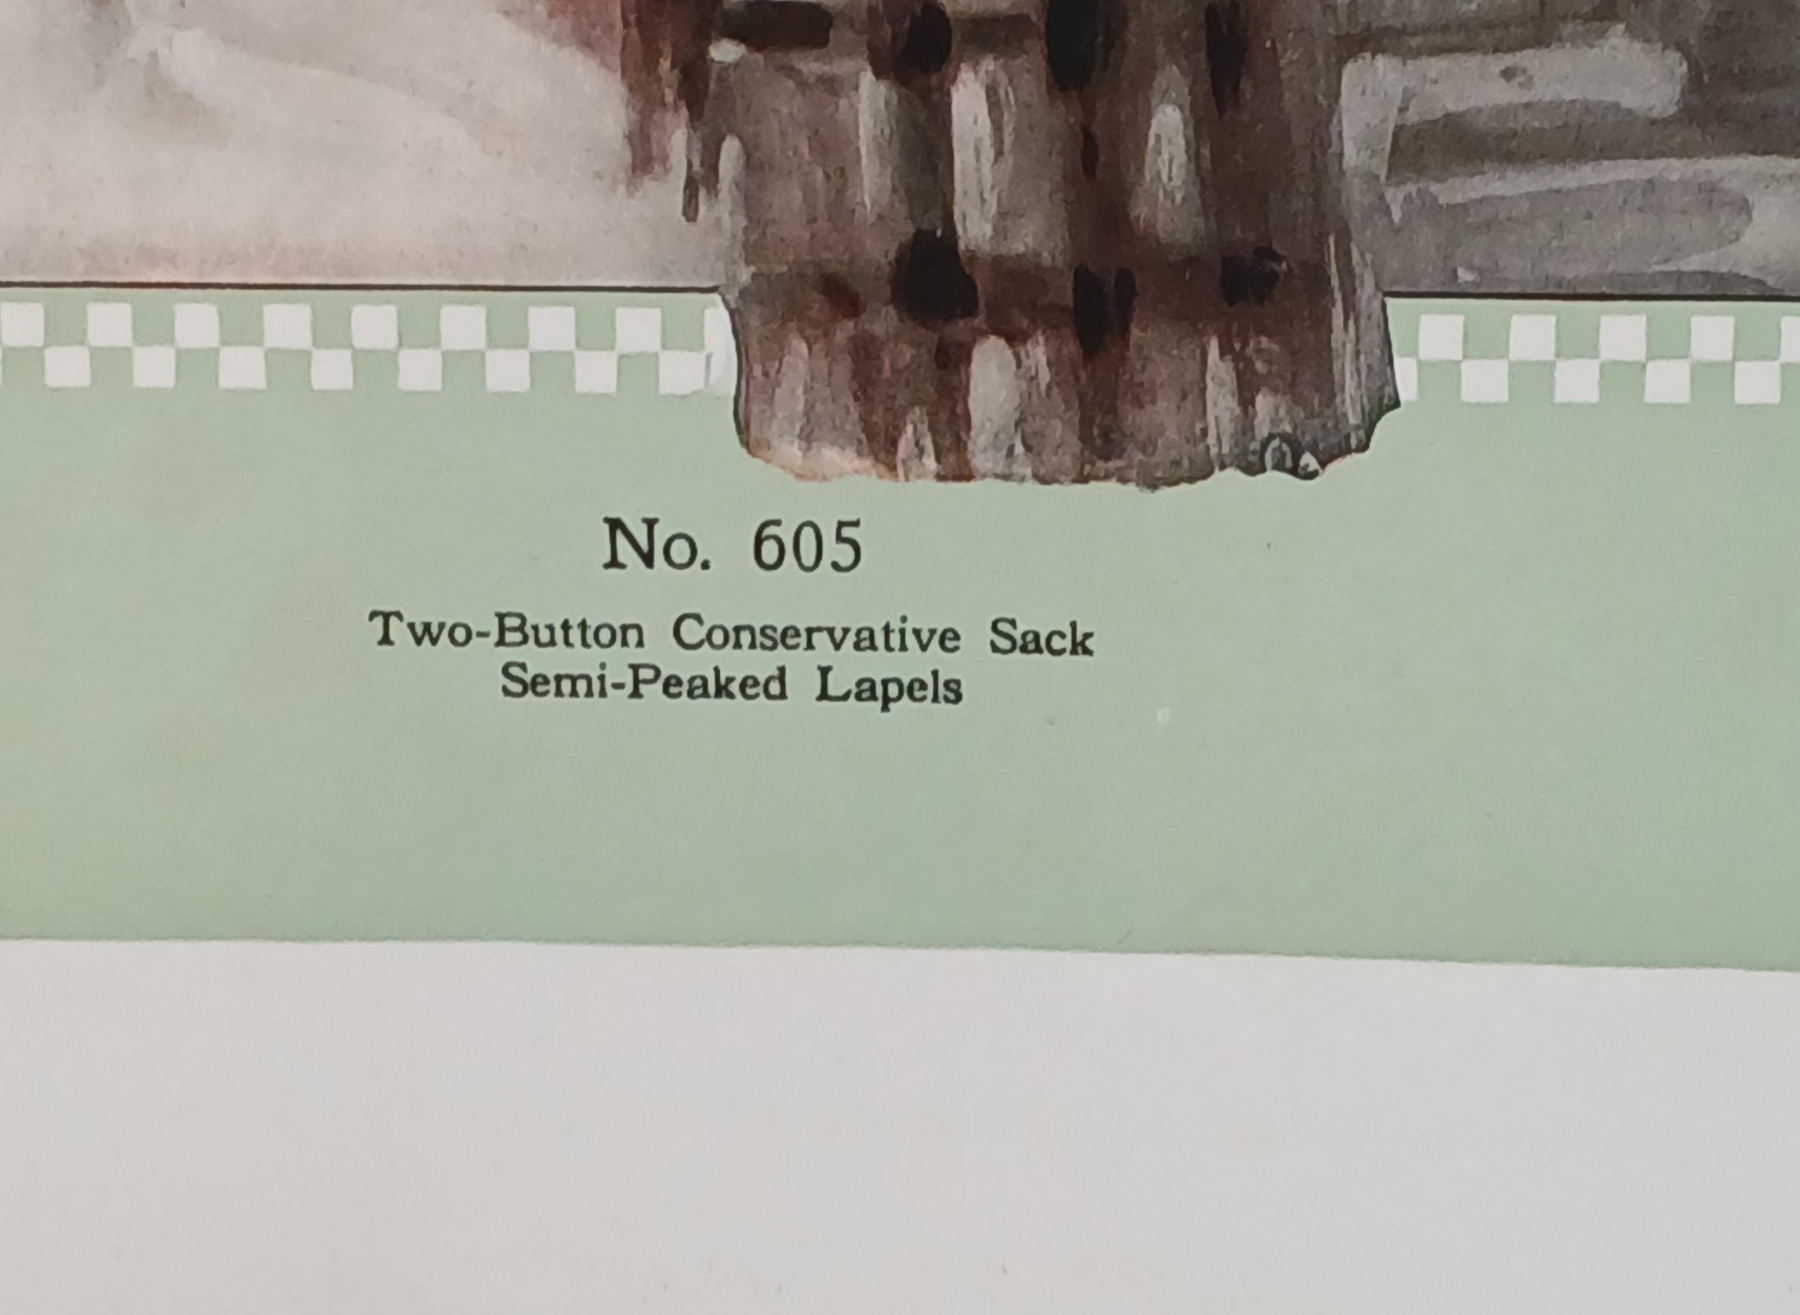 No. 605
Two-Button Conservative Sack
Semi-Peaked Lapels